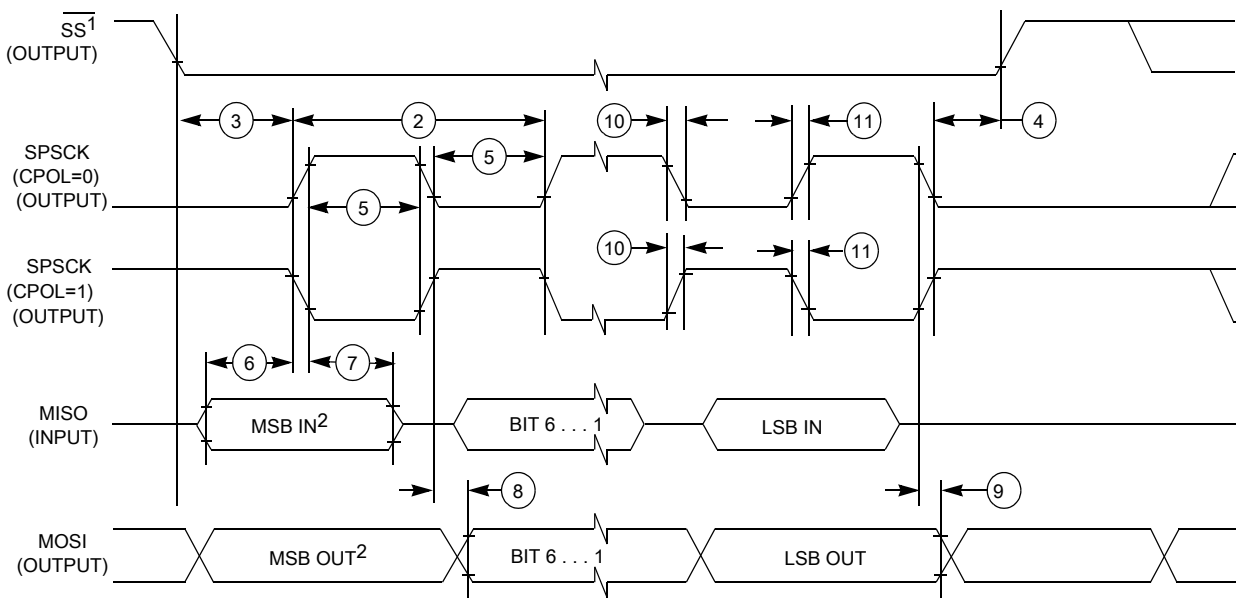 SS¹
(OUTPUT)
3
2
10
11
4
SPSCK
(CPOL=0)
(OUTPUT)
5
5
10
11
SPSCK
(CPOL=1)
(OUTPUT)
6
7
MISO
(INPUT)
MSB IN²
BIT 6 . . . 1
LSB IN
8
9
MOSI
(OUTPUT)
MSB OUT²
BIT 6 . . . 1
LSB OUT